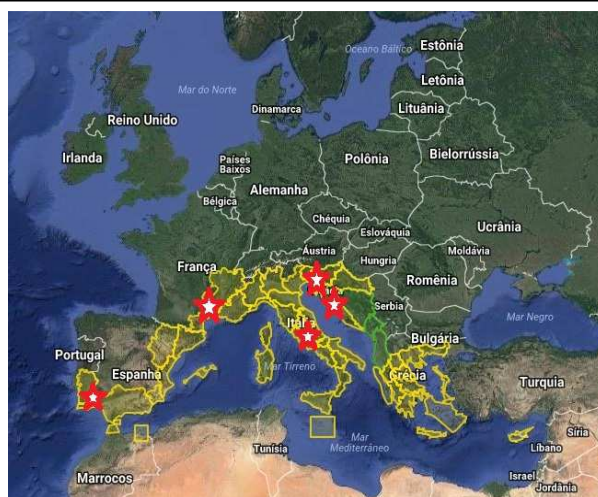 Oceano Báltico
Estônia
Letônia
Mar do Norte
Dinamarca
Lituânia
Reino Unido
Irlanda
Países
Baixos
Polônia
Bielorrússia
Alemanha
Bélgica
Chéquia
Ucrânia
Eslováquia
Áustria
Moldávia
França
Hungria
Romênia
Sérbia
Itália
Mar Negro
Bulgária
Portugal
Espanha
Mar Tirreno
Grécia
Turquia
Tunísia
Mar
Mediterrâneo
Síria
Líbano
Marrocos
Israel
Jordânia